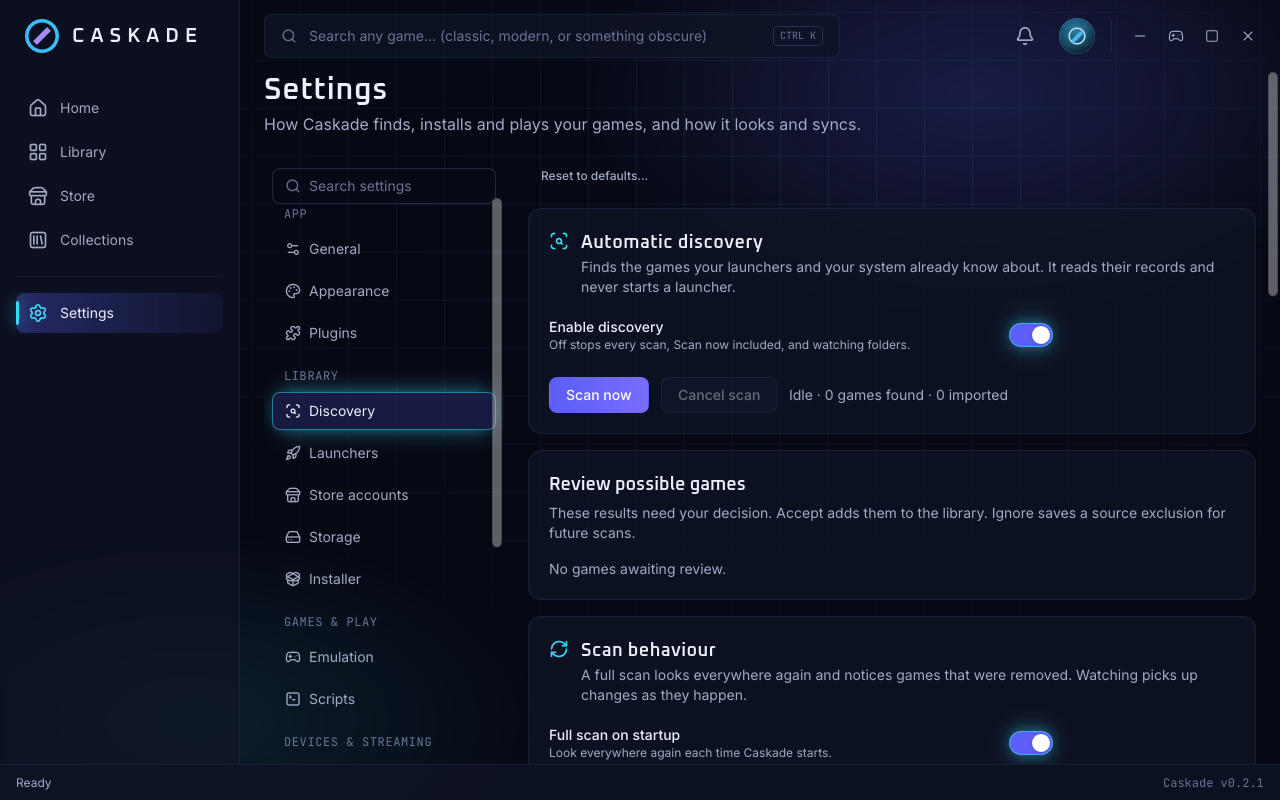 CASKADE
Search any game... (classic, modern, or something obscure)
CTRL K
Home
Library
Store
Collections
Settings
Settings
How Caskade finds, installs and plays your games, and how it looks and syncs.
Search settings
APP
General
Appearance
Plugins
LIBRARY
Discovery
Launchers
Store accounts
Storage
Installer
GAMES & PLAY
Emulation
Scripts
DEVICES & STREAMING
Reset to defaults...
Automatic discovery
Finds the games your launchers and your system already know about. It reads their records and
never starts a launcher.
Enable discovery
Off stops every scan, Scan now included, and watching folders.
Scan now
Cancel scan
Idle · 0 games found · 0 imported
Review possible games
These results need your decision. Accept adds them to the library. Ignore saves a source exclusion for
future scans.
No games awaiting review.
Scan behaviour
A full scan looks everywhere again and notices games that were removed. Watching picks up
changes as they happen.
Full scan on startup
Look everywhere again each time Caskade starts.
Ready
Caskade v0.2.1